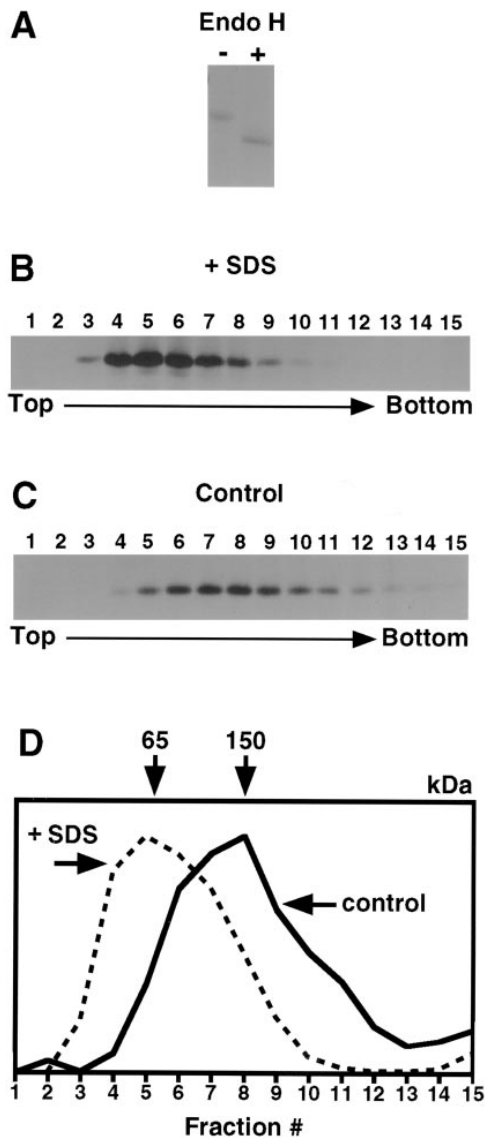 A
Endo H
- +
B
+ SDS
1 2 3 4 5 6 7 8 9 10 11 12 13 14 15
Top Bottom
C
Control
1 2 3 4 5 6 7 8 9 10 11 12 13 14 15
Top Bottom
D
65 150
kDa
+ SDS
control
1 2 3 4 5 6 7 8 9 10 11 12 13 14 15
Fraction #